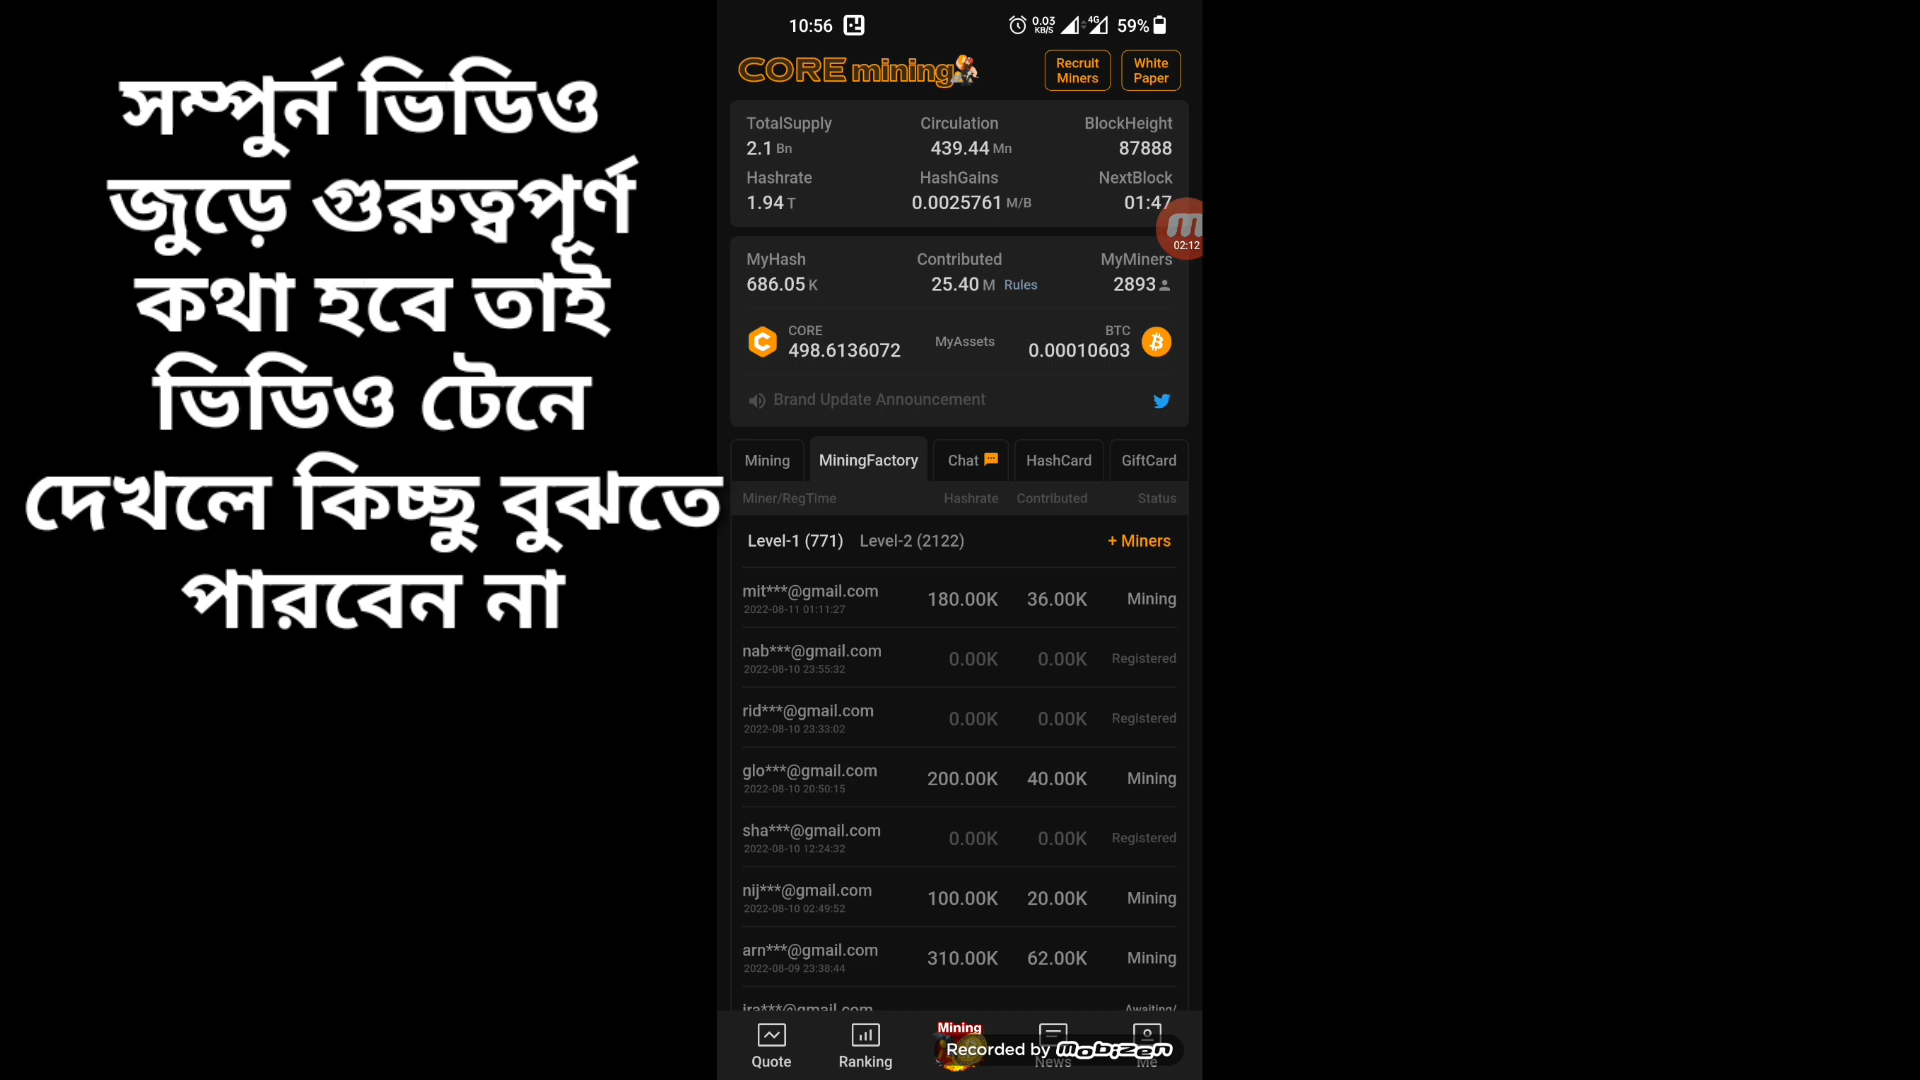 সম্পুর্ন ভিডিও
জুড়ে গুরুত্বপূর্ণ
কথা হবে তাই
ভিডিও টেনে
দেখলে কিচ্ছু বুঝতে
পারবেন না
10:56 0.03 KB/S 4G 59%
CORE mining Recruit Miners White Paper
TotalSupply Circulation BlockHeight
2.1 Bn 439.44 Mn 87888
Hashrate HashGains NextBlock
1.94 T 0.0025761 M/B 01:47
02:12
MyHash Contributed MyMiners
686.05 K 25.40 M Rules 2893
CORE MyAssets BTC
498.6136072 0.00010603
Brand Update Announcement
Mining MiningFactory Chat HashCard GiftCard
Miner/RegTime Hashrate Contributed Status
Level-1 (771) Level-2 (2122) + Miners
mit***@gmail.com 180.00K 36.00K Mining
2022-08-11 01:11:27
nab***@gmail.com 0.00K 0.00K Registered
2022-08-10 23:55:32
rid***@gmail.com 0.00K 0.00K Registered
2022-08-10 23:33:02
glo***@gmail.com 200.00K 40.00K Mining
2022-08-10 20:50:15
sha***@gmail.com 0.00K 0.00K Registered
2022-08-10 12:24:32
nij***@gmail.com 100.00K 20.00K Mining
2022-08-10 02:49:52
arn***@gmail.com 310.00K 62.00K Mining
2022-08-09 23:38:44
Awaiting/
Mining
Recorded by mobizen
Quote Ranking News Me